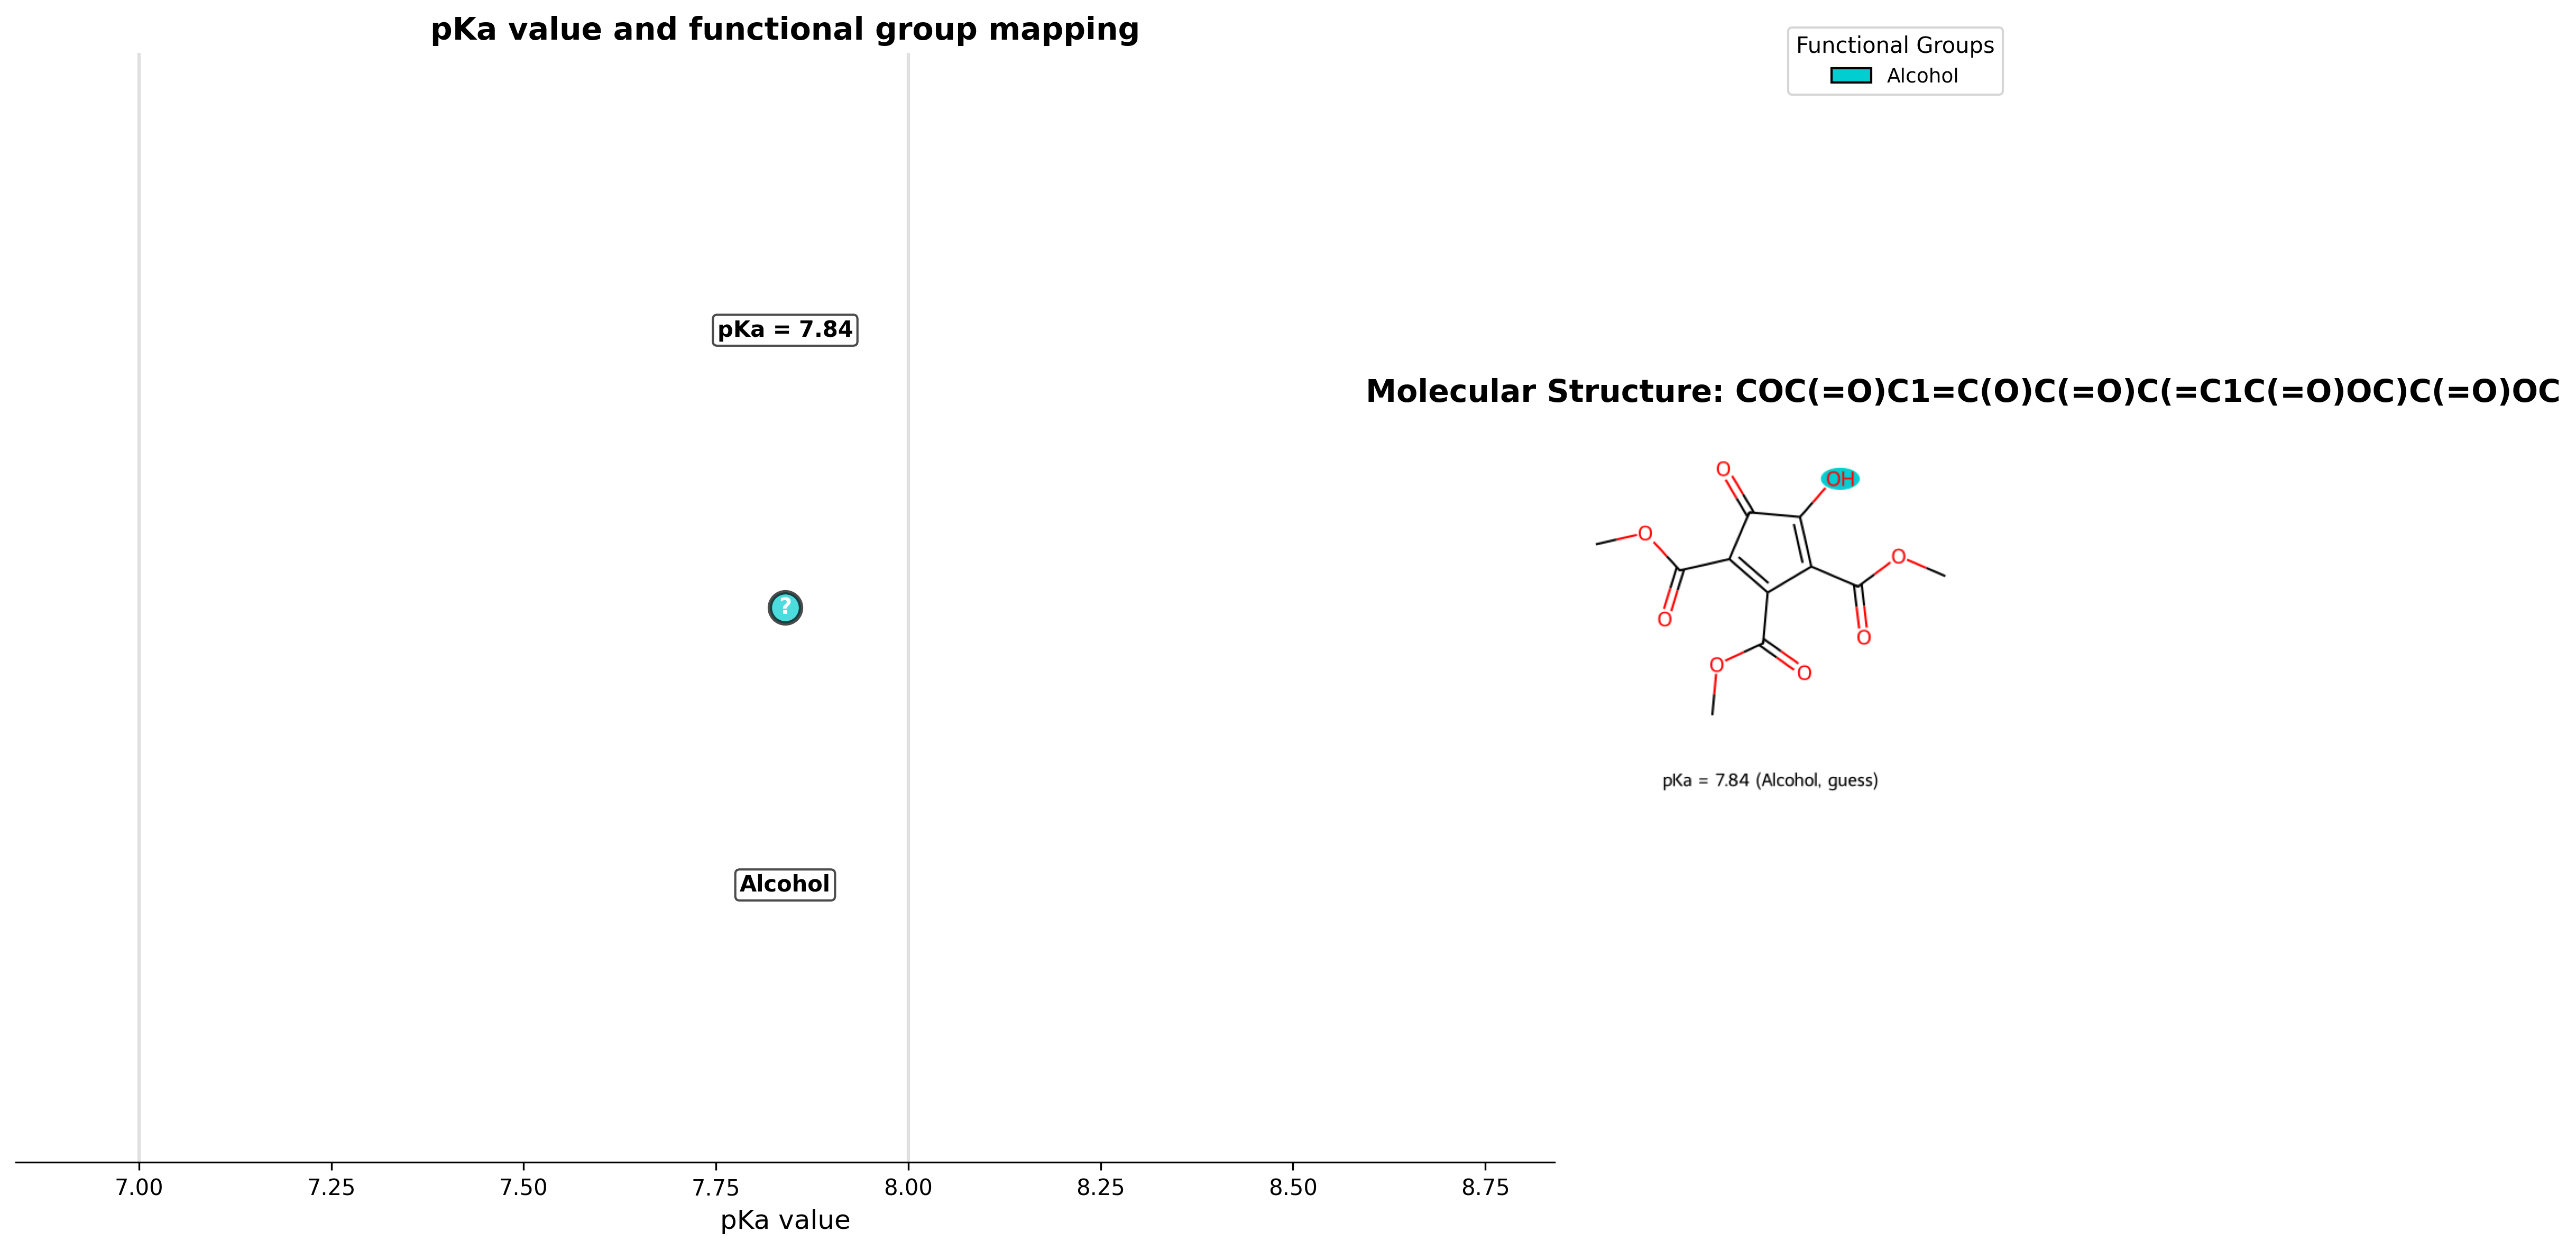 pKa value and functional group mapping
Functional Groups
Alcohol
pKa = 7.84
Molecular Structure: COC(=O)C1=C(O)C(=O)C(=C1C(=O)OC)C(=O)OC
O
OH
O
O
O
O
O
O
?
pKa = 7.84 (Alcohol, guess)
Alcohol
7.00 7.25 7.50 7.75 8.00 8.25 8.50 8.75
pKa value